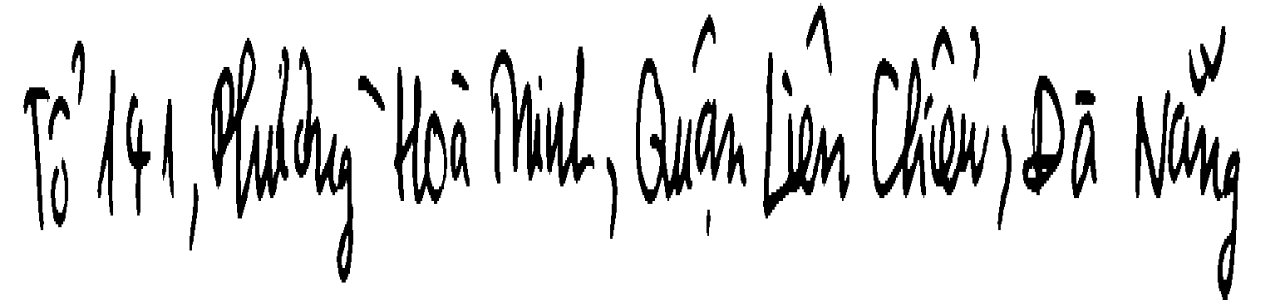 Tổ 141, Phường Hoà Minh, Quận Liên Chiểu, Đà Nẵng